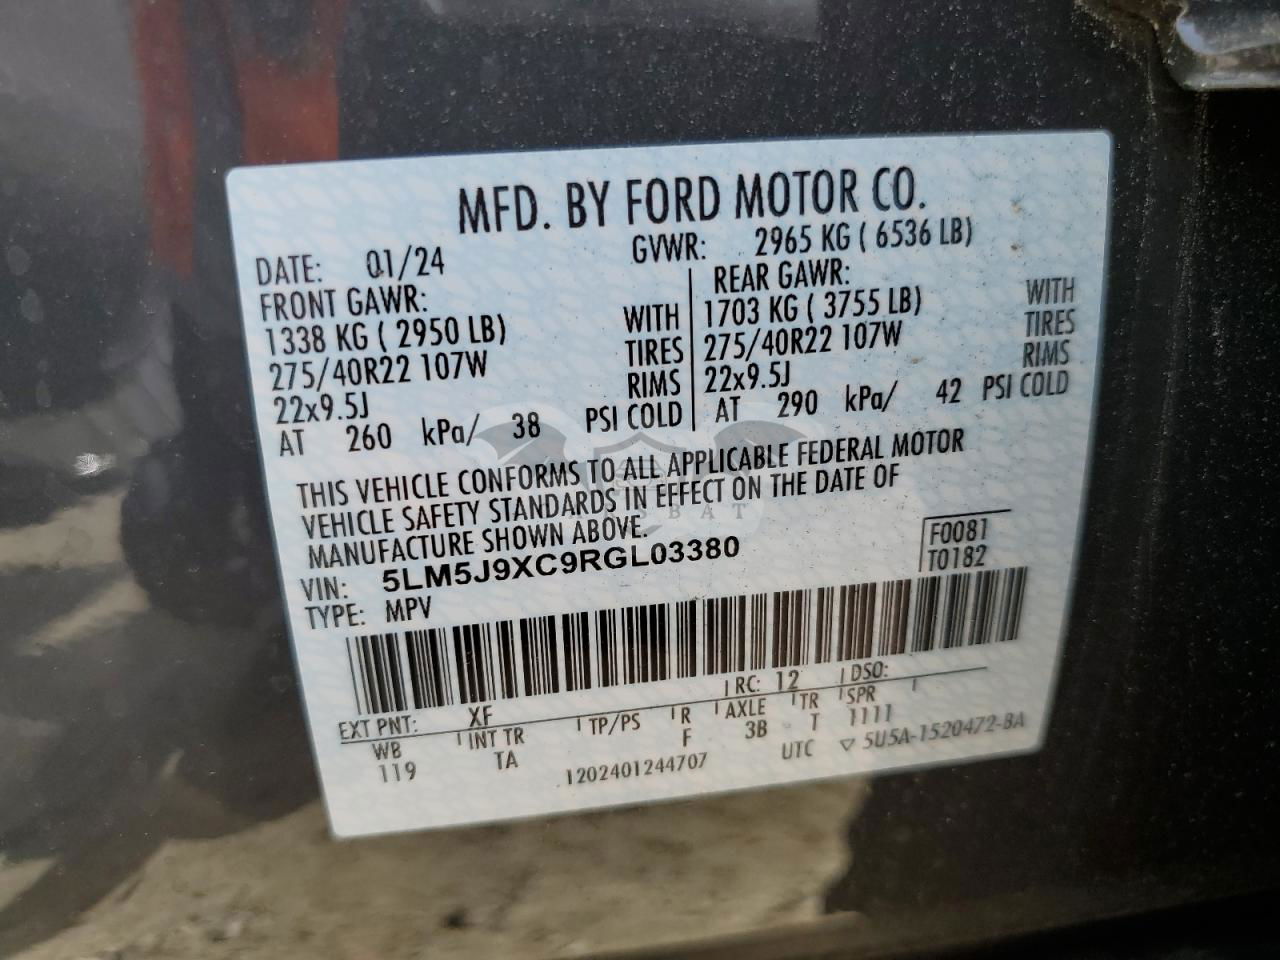 MFD. BY FORD MOTOR CO.
DATE: 01/24 GVWR: 2965 KG ( 6536 LB)
FRONT GAWR: REAR GAWR:
1338 KG ( 2950 LB) WITH 1703 KG ( 3755 LB) WITH
275/40R22 107W TIRES 275/40R22 107W TIRES
22x9.5J RIMS 22x9.5J RIMS
AT 260 kPa/ 38 PSI COLD AT 290 kPa/ 42 PSI COLD
THIS VEHICLE CONFORMS TO ALL APPLICABLE FEDERAL MOTOR
VEHICLE SAFETY STANDARDS IN EFFECT ON THE DATE OF
MANUFACTURE SHOWN ABOVE.
VIN: 5LM5J9XC9RGL03380 F0081
TYPE: MPV T0182
RC: 12 DSO:
EXT PNT: XF
WB INT TR TP/PS R AXLE TR SPR
119 TA F 3B T 1111
1202401244707 UTC ▽ 5U5A-1520472-BA